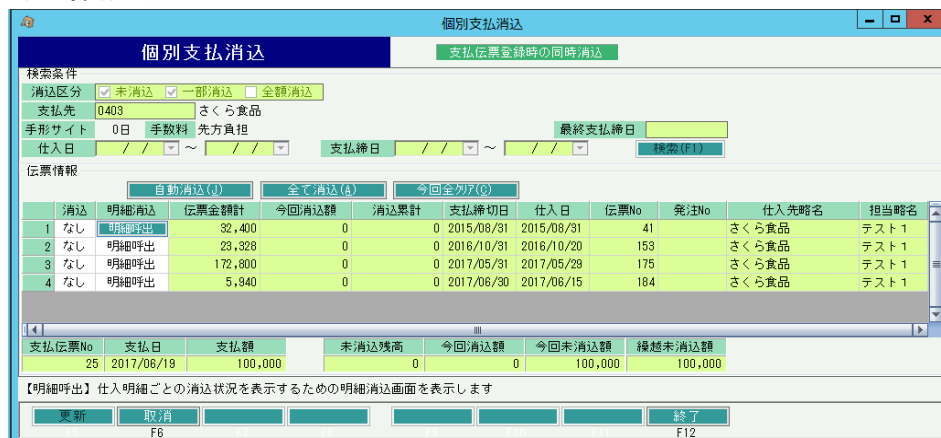 個別支払消込
個別支払消込 支払伝票登録時の同時消込
検索条件
消込区分 未消込 一部消込 全額消込
支払先 0403 さくら食品
手形サイト 0日 手数料 先方負担 最終支払締日
仕入日 / / ～ / / 支払締日 / / ～ / / 検索(F1)
伝票情報
自動消込(J) 全て消込(A) 今回全クリア(C)
消込 明細消込 伝票金額計 今回消込額 消込累計 支払締切日 仕入日 伝票No 発注No 仕入先略名 担当略名
1 なし 明細呼出 32,400 0 0 2015/08/31 2015/08/31 41 さくら食品 テスト1
2 なし 明細呼出 23,328 0 0 2016/10/31 2016/10/20 153 さくら食品 テスト1
3 なし 明細呼出 172,800 0 0 2017/05/31 2017/05/29 175 さくら食品 テスト1
4 なし 明細呼出 5,940 0 0 2017/06/30 2017/06/15 184 さくら食品 テスト1
支払伝票No 支払日 支払額 未消込残高 今回消込額 今回未消込額 繰越未消込額
25 2017/06/19 100,000 0 0 100,000 100,000
【明細呼出】仕入明細ごとの消込状況を表示するための明細消込画面を表示します
更新 取消 終了
F6 F12